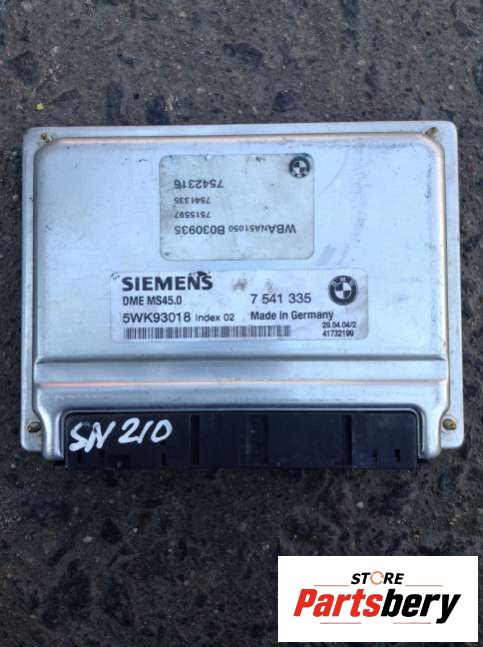 WBANA51050 B030935
7515597
7541335
7542316
SIEMENS
DME MS45.0 7 541 335
5WK93018 Index 02 Made in Germany
29.04.04/2
41732199
SN 210
STORE
Partsbery